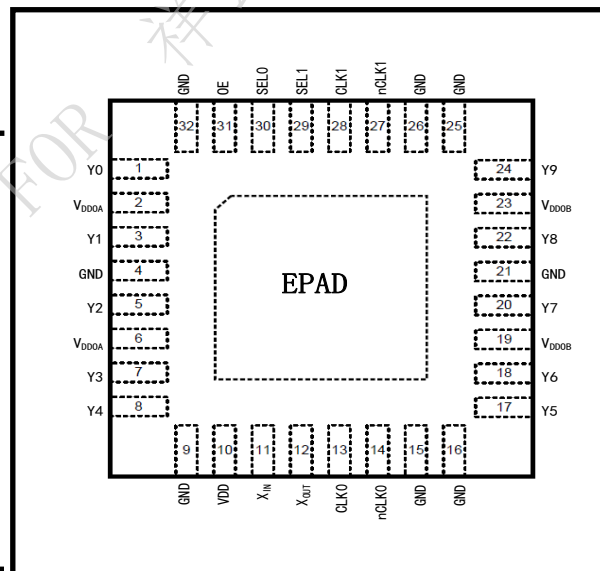 GND OE SEL0 SEL1 CLK1 nCLK1 GND GND
32 31 30 29 28 27 26 25
Y0 1 24 Y9
VDDOA 2 23 VDDOB
Y1 3 22 Y8
GND 4 21 GND
EPAD
Y2 5 20 Y7
VDDOA 6 19 VDDOB
Y3 7 18 Y6
Y4 8 17 Y5
9 10 11 12 13 14 15 16
GND VDD XIN XOUT CLK0 nCLK0 GND GND
FOR 祥